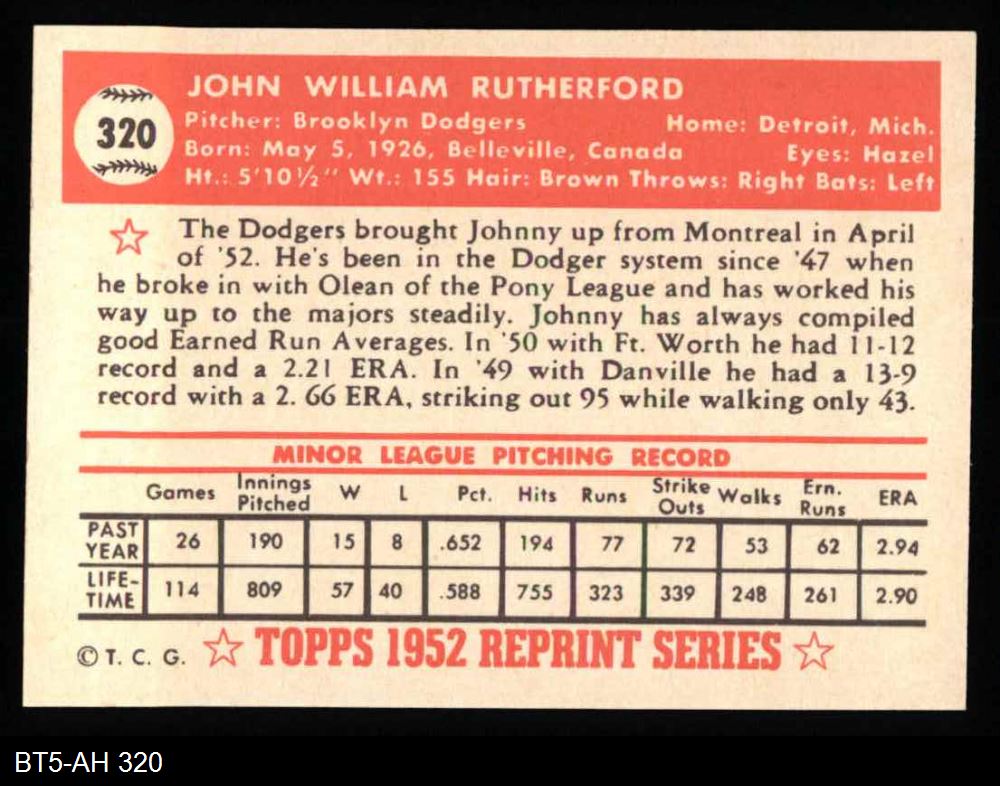 JOHN WILLIAM RUTHERFORD
320
Pitcher: Brooklyn Dodgers Home: Detroit, Mich.
Born: May 5, 1926, Belleville, Canada Eyes: Hazel
Ht.: 5'10½" Wt.: 155 Hair: Brown Throws: Right Bats: Left
The Dodgers brought Johnny up from Montreal in April
of '52. He's been in the Dodger system since '47 when
he broke in with Olean of the Pony League and has worked his
way up to the majors steadily. Johnny has always compiled
good Earned Run Averages. In '50 with Ft. Worth he had 11-12
record and a 2.21 ERA. In '49 with Danville he had a 13-9
record with a 2. 66 ERA, striking out 95 while walking only 43.
MINOR LEAGUE PITCHING RECORD
Games Innings Pitched W L Pct. Hits Runs Strike Outs Walks Ern. Runs ERA
PAST YEAR 26 190 15 8 .652 194 77 72 53 62 2.94
LIFE-TIME 114 809 57 40 .588 755 323 339 248 261 2.90
© T. C. G. TOPPS 1952 REPRINT SERIES
BT5-AH 320